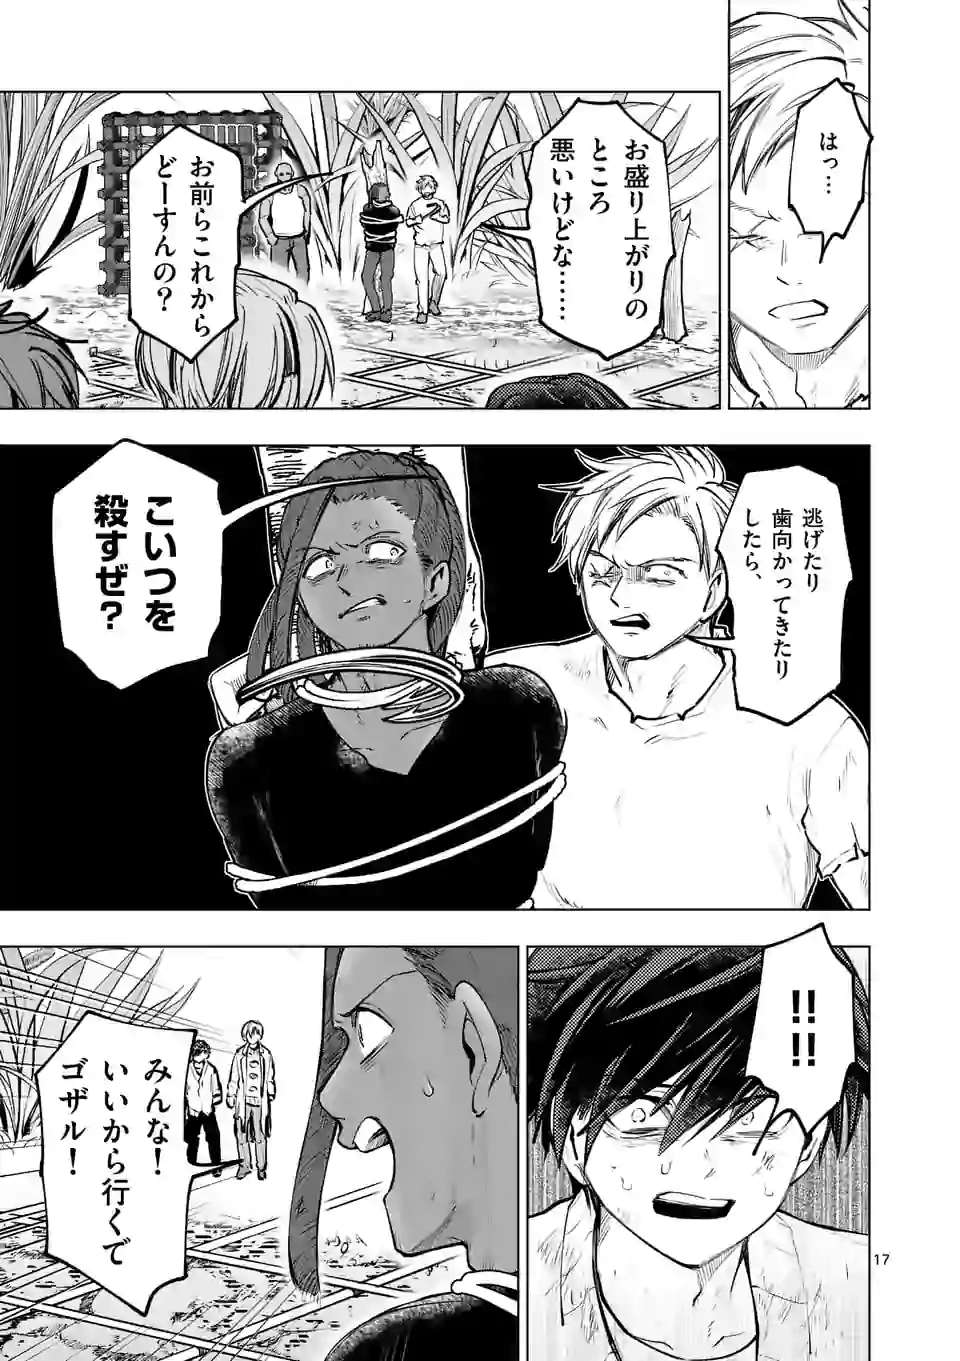 はっ…
お盛り上がりの
ところ
悪いけどな……
お前らこれから
どーすんの？
逃げたり
歯向かってきたり
したら、
こいつを
殺すぜ？
!!!!
みんな！
いいから行くで
ゴザル！
17